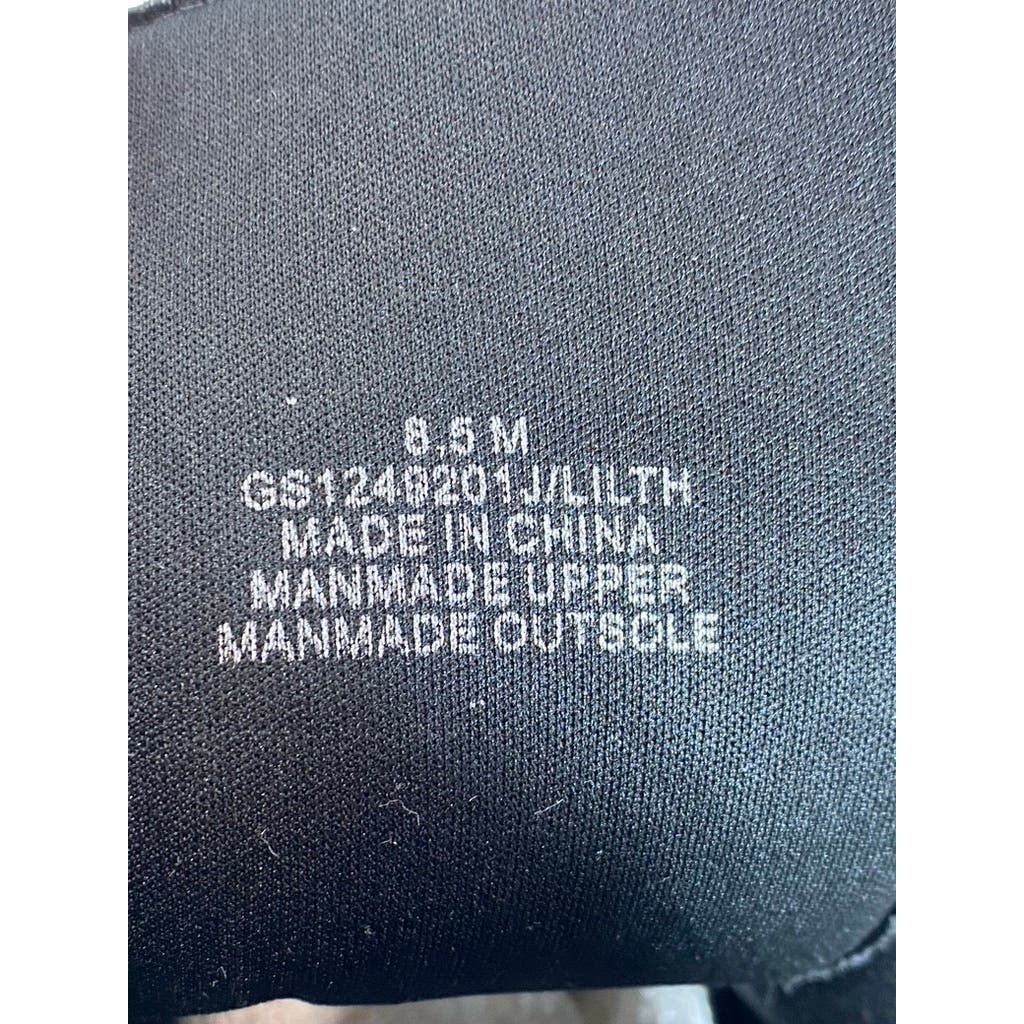 8.5 M
GS1249201J/LILTH
MADE IN CHINA
MANMADE UPPER
MANMADE OUTSOLE